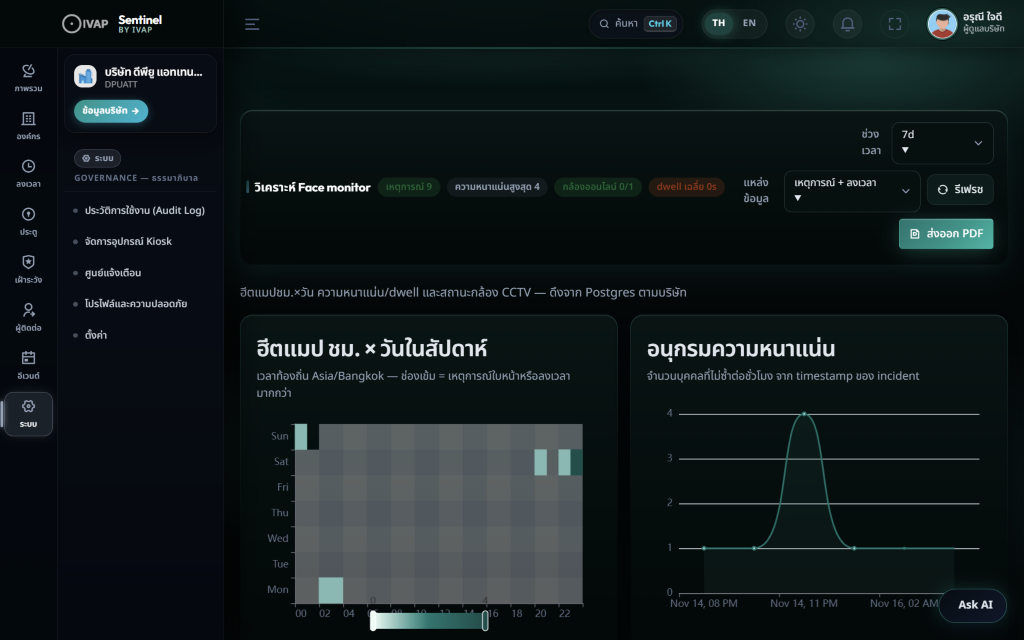 IVAP
Sentinel
BY IVAP
ค้นหา
Ctrl K
TH
EN
อรุณี ใจดี
ผู้ดูแลบริษัท
ภาพรวม
องค์กร
ลงเวลา
ประตู
เฝ้าระวัง
ผู้ติดต่อ
อีเวนต์
ระบบ
บริษัท ดีพียู แอทเทน...
DPUATT
ข้อมูลบริษัท →
ระบบ
GOVERNANCE — ธรรมาภิบาล
ประวัติการใช้งาน (Audit Log)
จัดการอุปกรณ์ Kiosk
ศูนย์แจ้งเตือน
โปรไฟล์และความปลอดภัย
ตั้งค่า
วิเคราะห์ Face monitor
เหตุการณ์ 9
ความหนาแน่นสูงสุด 4
กล้องออนไลน์ 0/1
dwell เฉลี่ย 0s
ช่วง
เวลา
7d
▼
แหล่ง
ข้อมูล
เหตุการณ์ + ลงเวลา
▼
รีเฟรช
ส่งออก PDF
ฮีตแมปชม.×วัน ความหนาแน่น/dwell และสถานะกล้อง CCTV — ดึงจาก Postgres ตามบริษัท
ฮีตแมป ชม. × วันในสัปดาห์
เวลาท้องถิ่น Asia/Bangkok — ช่องเข้ม = เหตุการณ์ใบหน้าหรือลงเวลา
มากกว่า
Sun
Sat
Fri
Thu
Wed
Tue
Mon
0 4
00 02 04 06 08 10 12 14 16 18 20 22
อนุกรมความหนาแน่น
จำนวนบุคคลที่ไม่ซ้ำต่อชั่วโมง จาก timestamp ของ incident
4
3
2
1
0
Nov 14, 08 PM Nov 14, 11 PM Nov 16, 02 AM
Ask AI